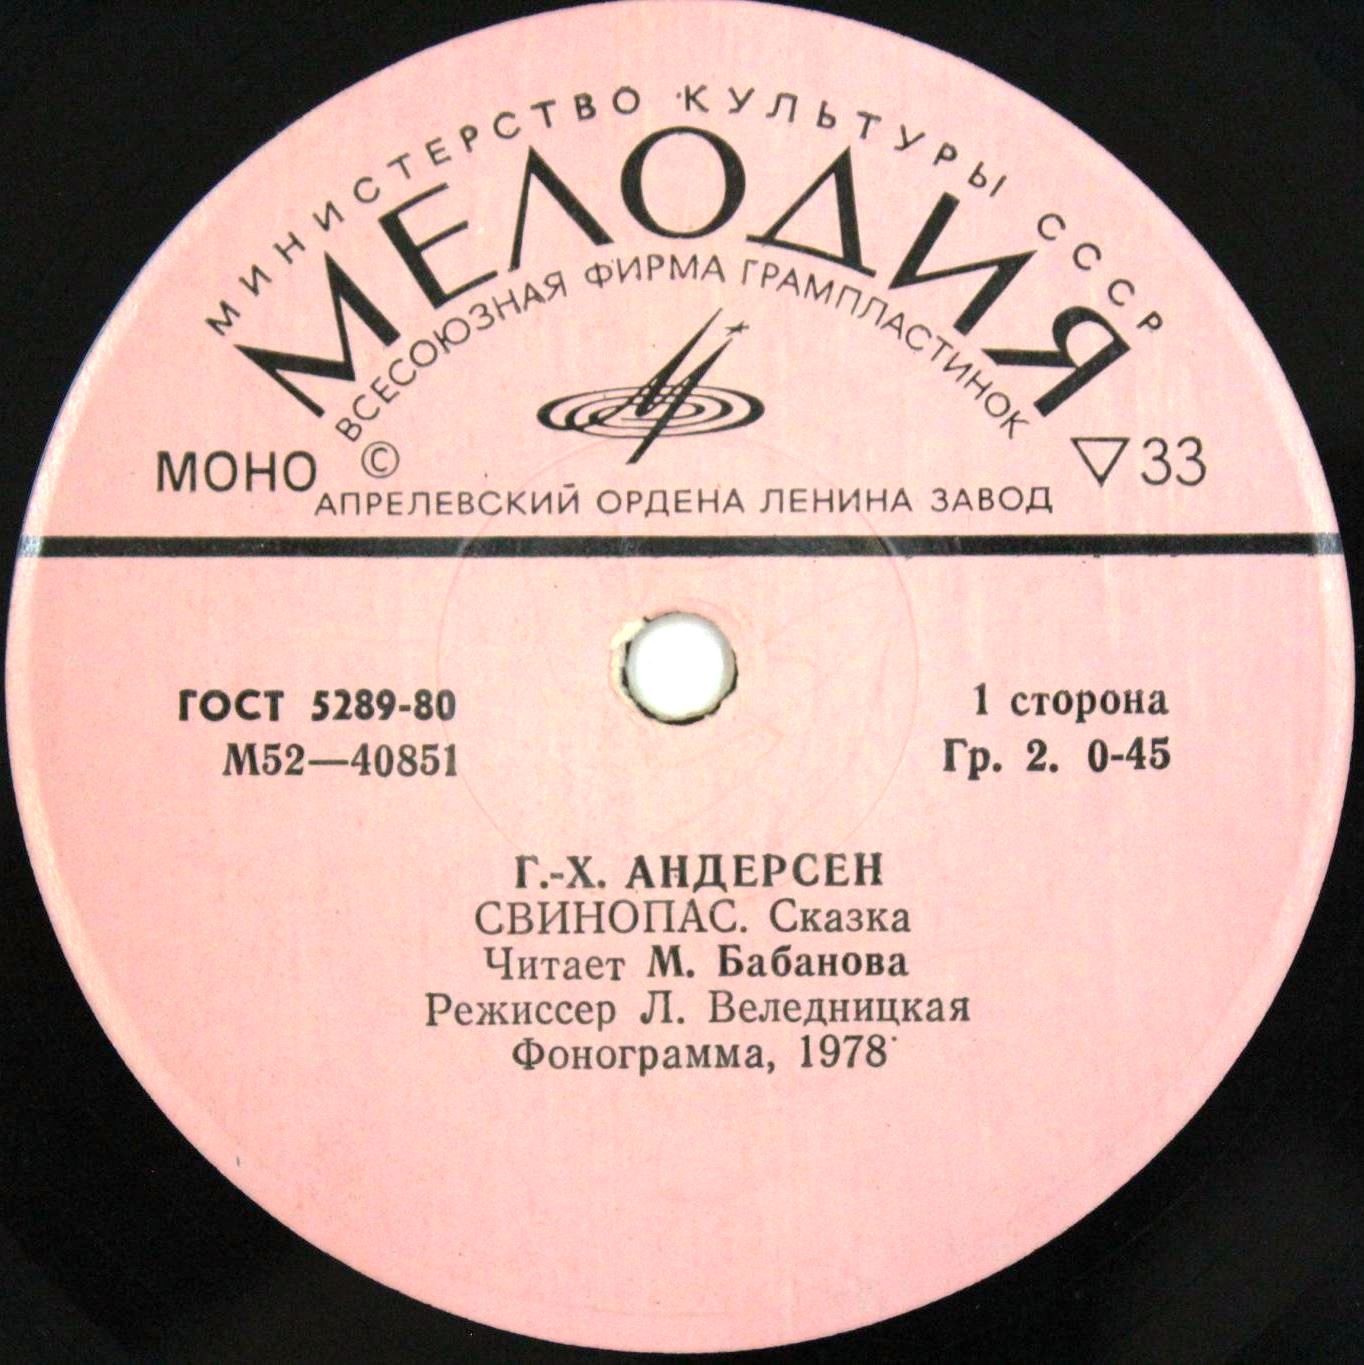 МИНИСТЕРСТВО КУЛЬТУРЫ СССР
МЕЛОДИЯ
ВСЕСОЮЗНАЯ ФИРМА ГРАМПЛАСТИНОК
МОНО © ▽33
АПРЕЛЕВСКИЙ ОРДЕНА ЛЕНИНА ЗАВОД
ГОСТ 5289-80 1 сторона
М52—40851 Гр. 2. 0-45
Г.-Х. АНДЕРСЕН
СВИНОПАС. Сказка
Читает М. Бабанова
Режиссер Л. Веледницкая
Фонограмма, 1978